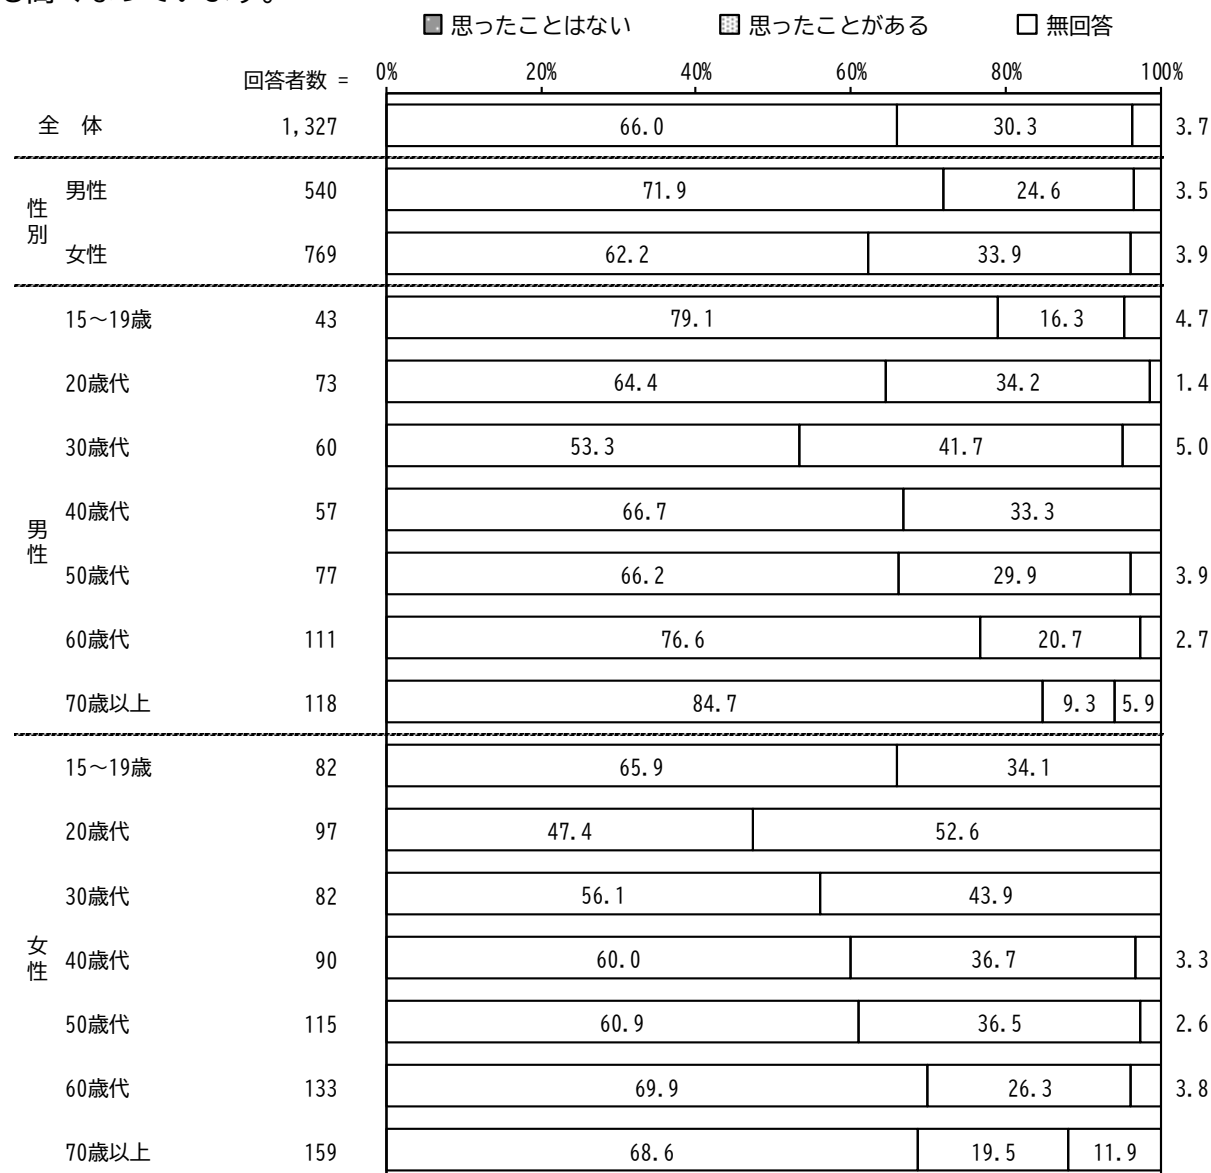 思ったことはない 思ったことがある 無回答
回答者数 = 0% 20% 40% 60% 80% 100%
全 体 1,327 66.0 30.3 3.7
性別
男性 540 71.9 24.6 3.5
女性 769 62.2 33.9 3.9
男性
15～19歳 43 79.1 16.3 4.7
20歳代 73 64.4 34.2 1.4
30歳代 60 53.3 41.7 5.0
40歳代 57 66.7 33.3
50歳代 77 66.2 29.9 3.9
60歳代 111 76.6 20.7 2.7
70歳以上 118 84.7 9.3 5.9
女性
15～19歳 82 65.9 34.1
20歳代 97 47.4 52.6
30歳代 82 56.1 43.9
40歳代 90 60.0 36.7 3.3
50歳代 115 60.9 36.5 2.6
60歳代 133 69.9 26.3 3.8
70歳以上 159 68.6 19.5 11.9